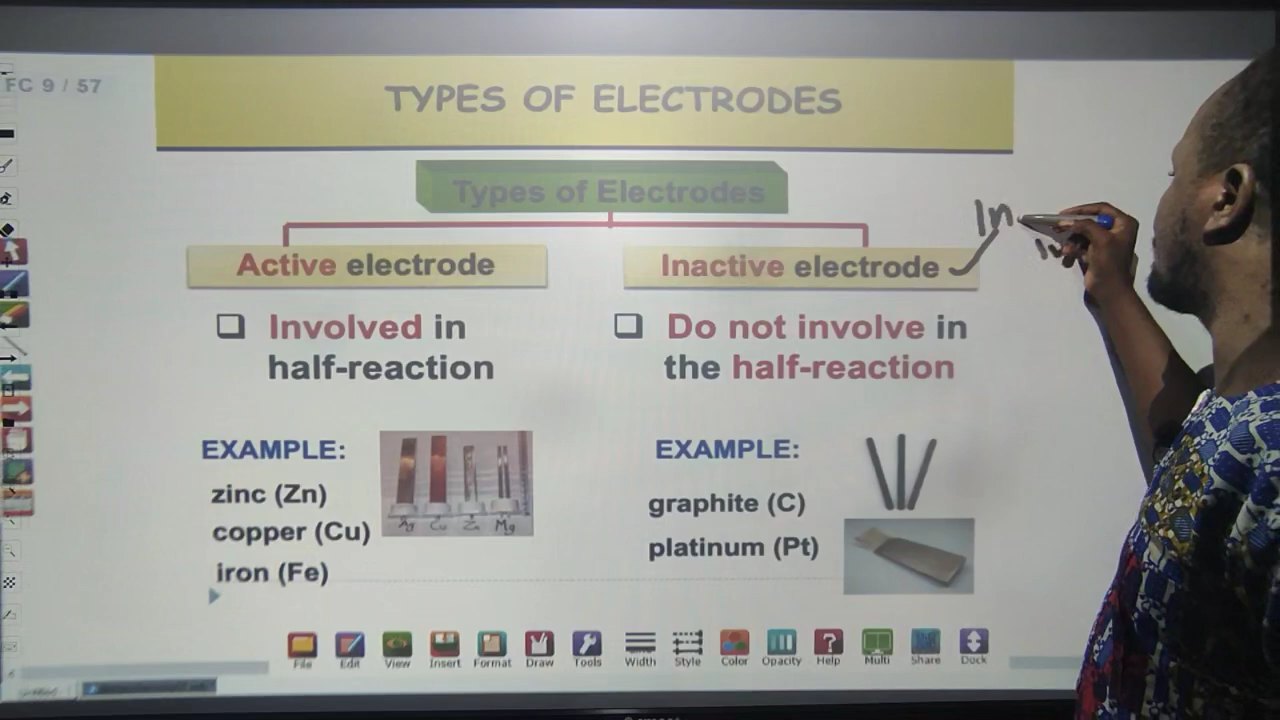 FC 9 / 57
TYPES OF ELECTRODES
Types of Electrodes
In
Active electrode
Inactive electrode
Involved in
half-reaction
Do not involve in
the half-reaction
EXAMPLE:
zinc (Zn)
copper (Cu)
iron (Fe)
Ag Cu Zn Mg
EXAMPLE:
graphite (C)
platinum (Pt)
File Edit View Insert Format Draw Tools Width Style Color Opacity Help Multi Share Dock